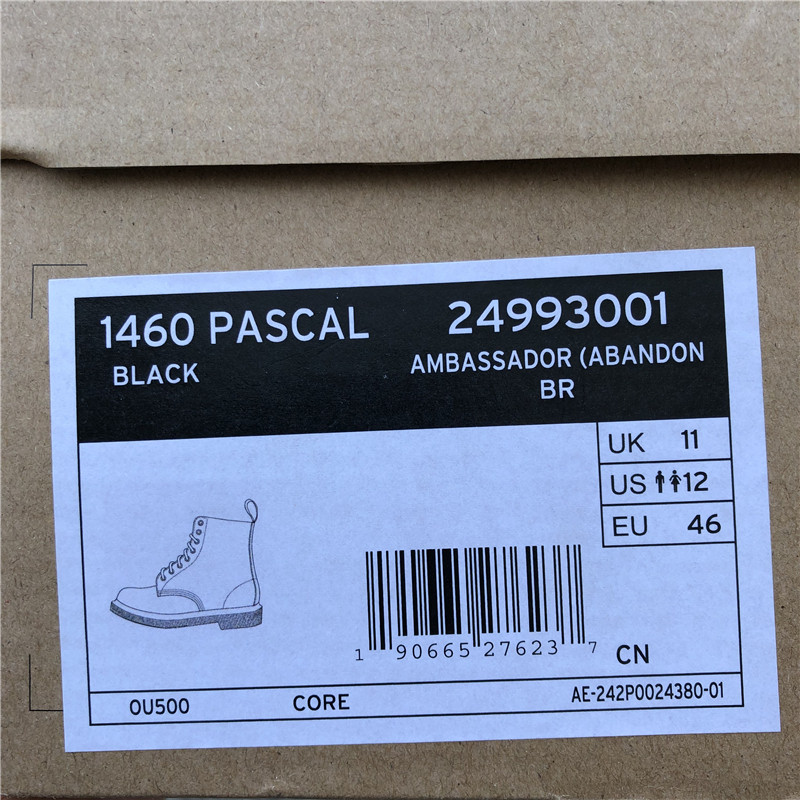 1460 PASCAL
24993001
BLACK
AMBASSADOR (ABANDON
BR
UK 11
US 12
EU 46
1 90665 27623 7
CN
0U500
CORE
AE-242P0024380-01